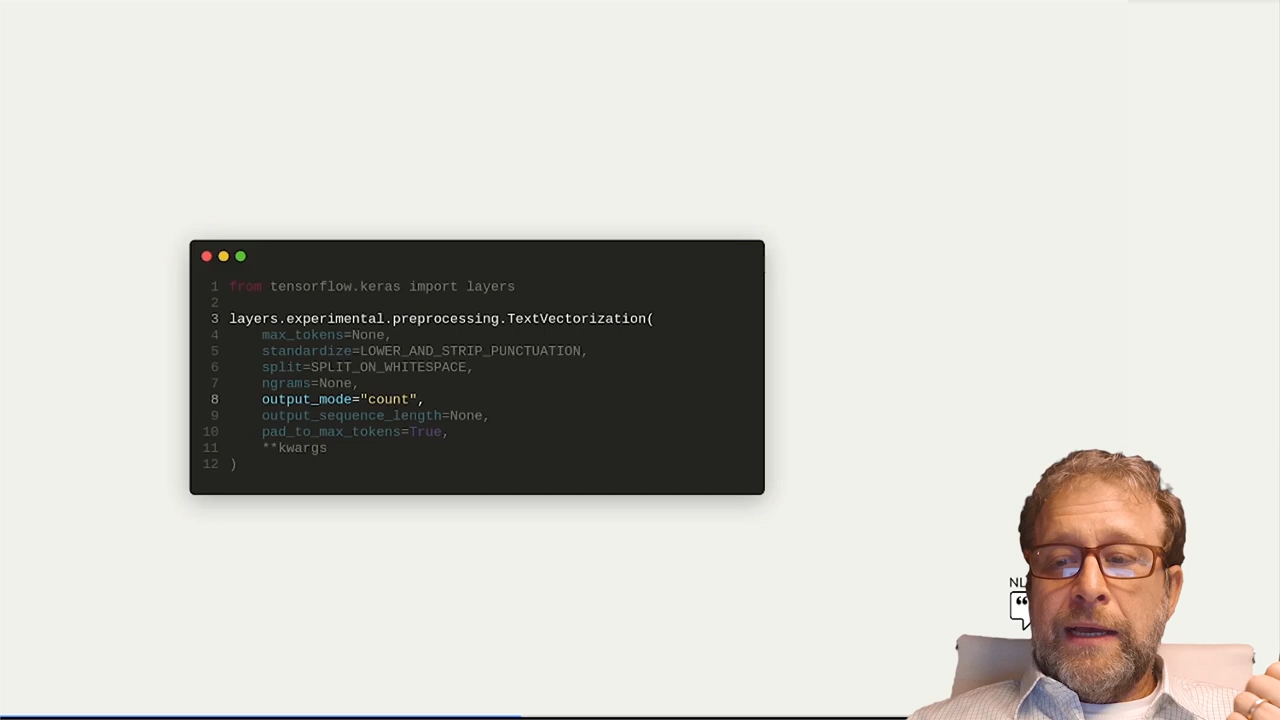 1 from tensorflow.keras import layers
2
3 layers.experimental.preprocessing.TextVectorization(
4     max_tokens=None,
5     standardize=LOWER_AND_STRIP_PUNCTUATION,
6     split=SPLIT_ON_WHITESPACE,
7     ngrams=None,
8     output_mode="count",
9     output_sequence_length=None,
10     pad_to_max_tokens=True,
11     **kwargs
12 )